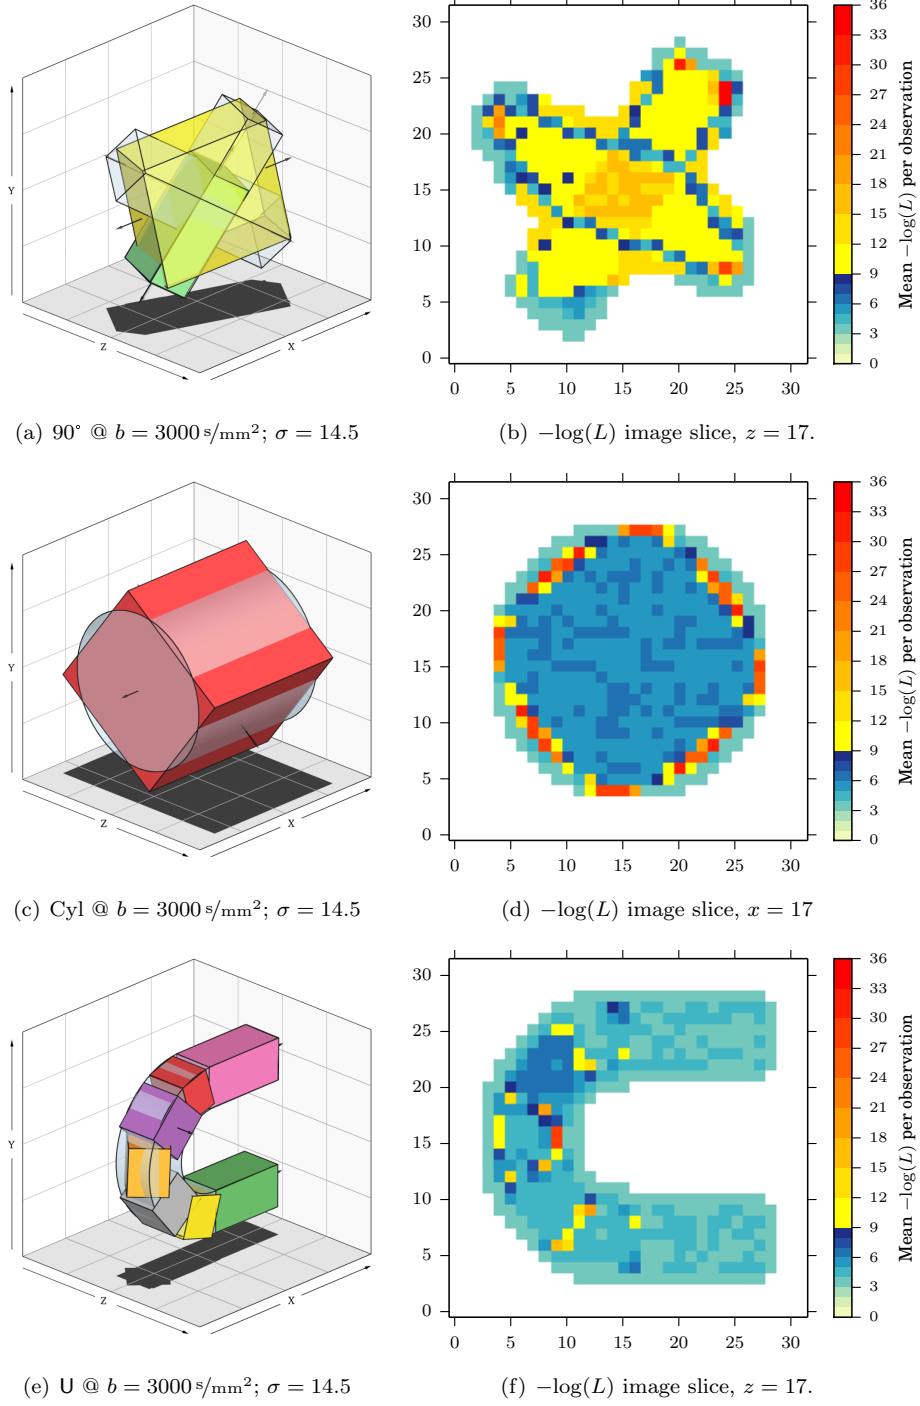 Y
Z
X
30
25
20
15
10
5
0
0 5 10 15 20 25 30
36
33
30
27
24
21
18
15
12
9
6
3
0
Mean −log(L) per observation
(a) 90° @ b = 3000 s/mm²; σ = 14.5
(b) −log(L) image slice, z = 17.
Y
Z
X
30
25
20
15
10
5
0
0 5 10 15 20 25 30
36
33
30
27
24
21
18
15
12
9
6
3
0
Mean −log(L) per observation
(c) Cyl @ b = 3000 s/mm²; σ = 14.5
(d) −log(L) image slice, x = 17
Y
Z
X
30
25
20
15
10
5
0
0 5 10 15 20 25 30
36
33
30
27
24
21
18
15
12
9
6
3
0
Mean −log(L) per observation
(e) U @ b = 3000 s/mm²; σ = 14.5
(f) −log(L) image slice, z = 17.